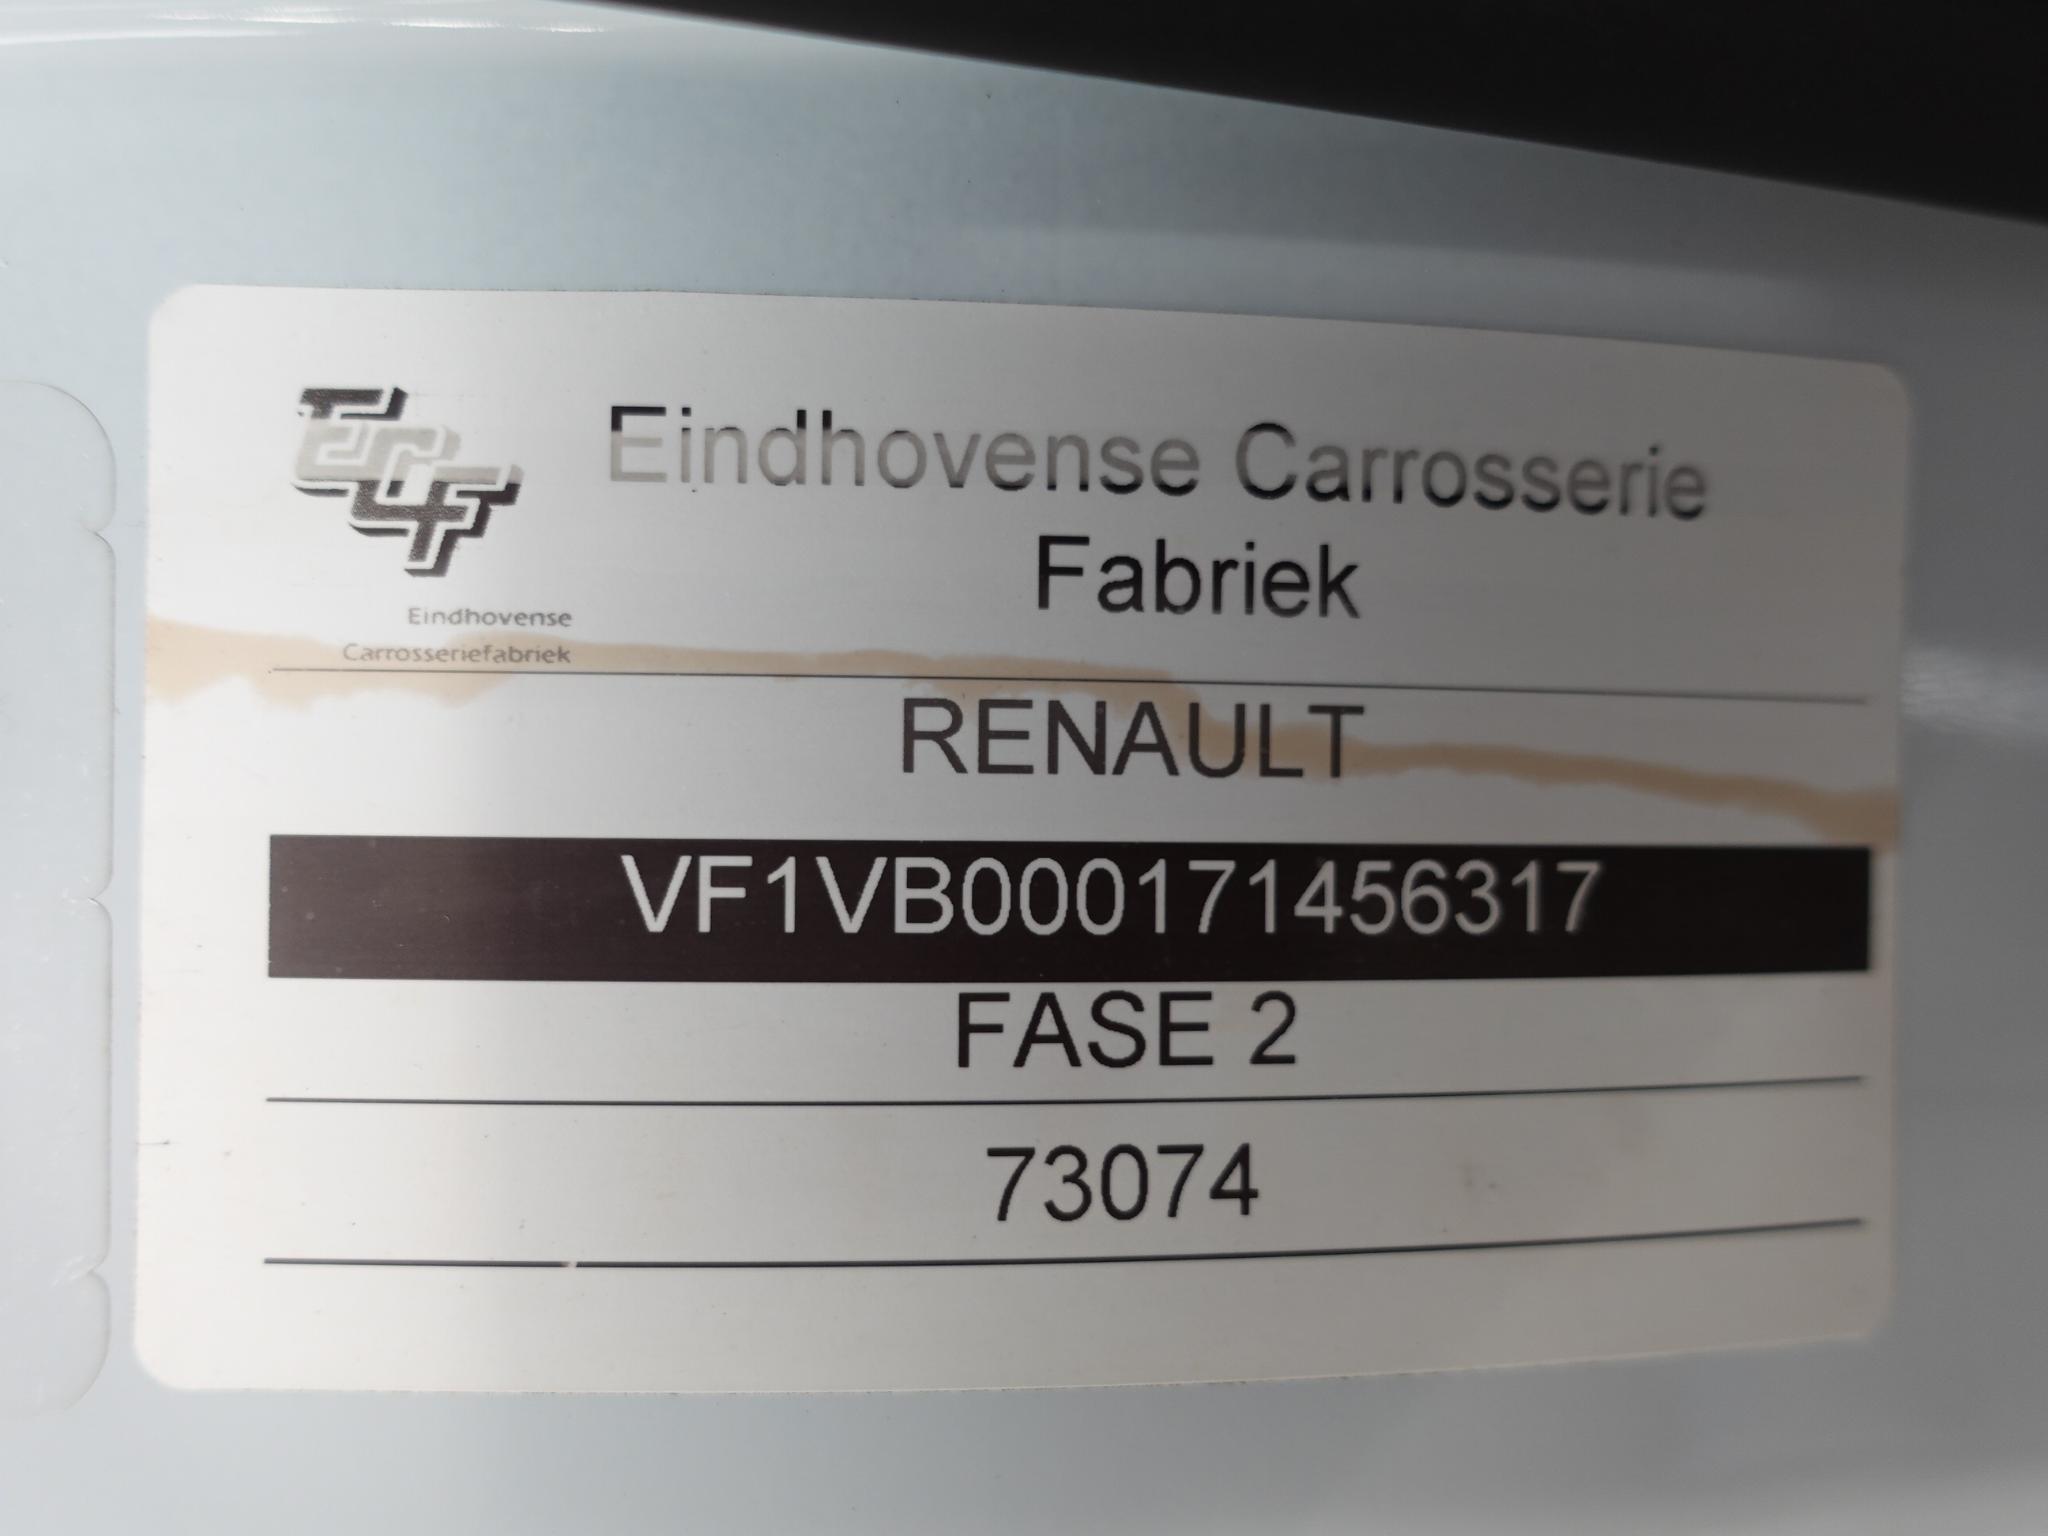 ECF
Eindhovense
Carrosseriefabriek
Eindhovense Carrosserie
Fabriek
RENAULT
VF1VB000171456317
FASE 2
73074